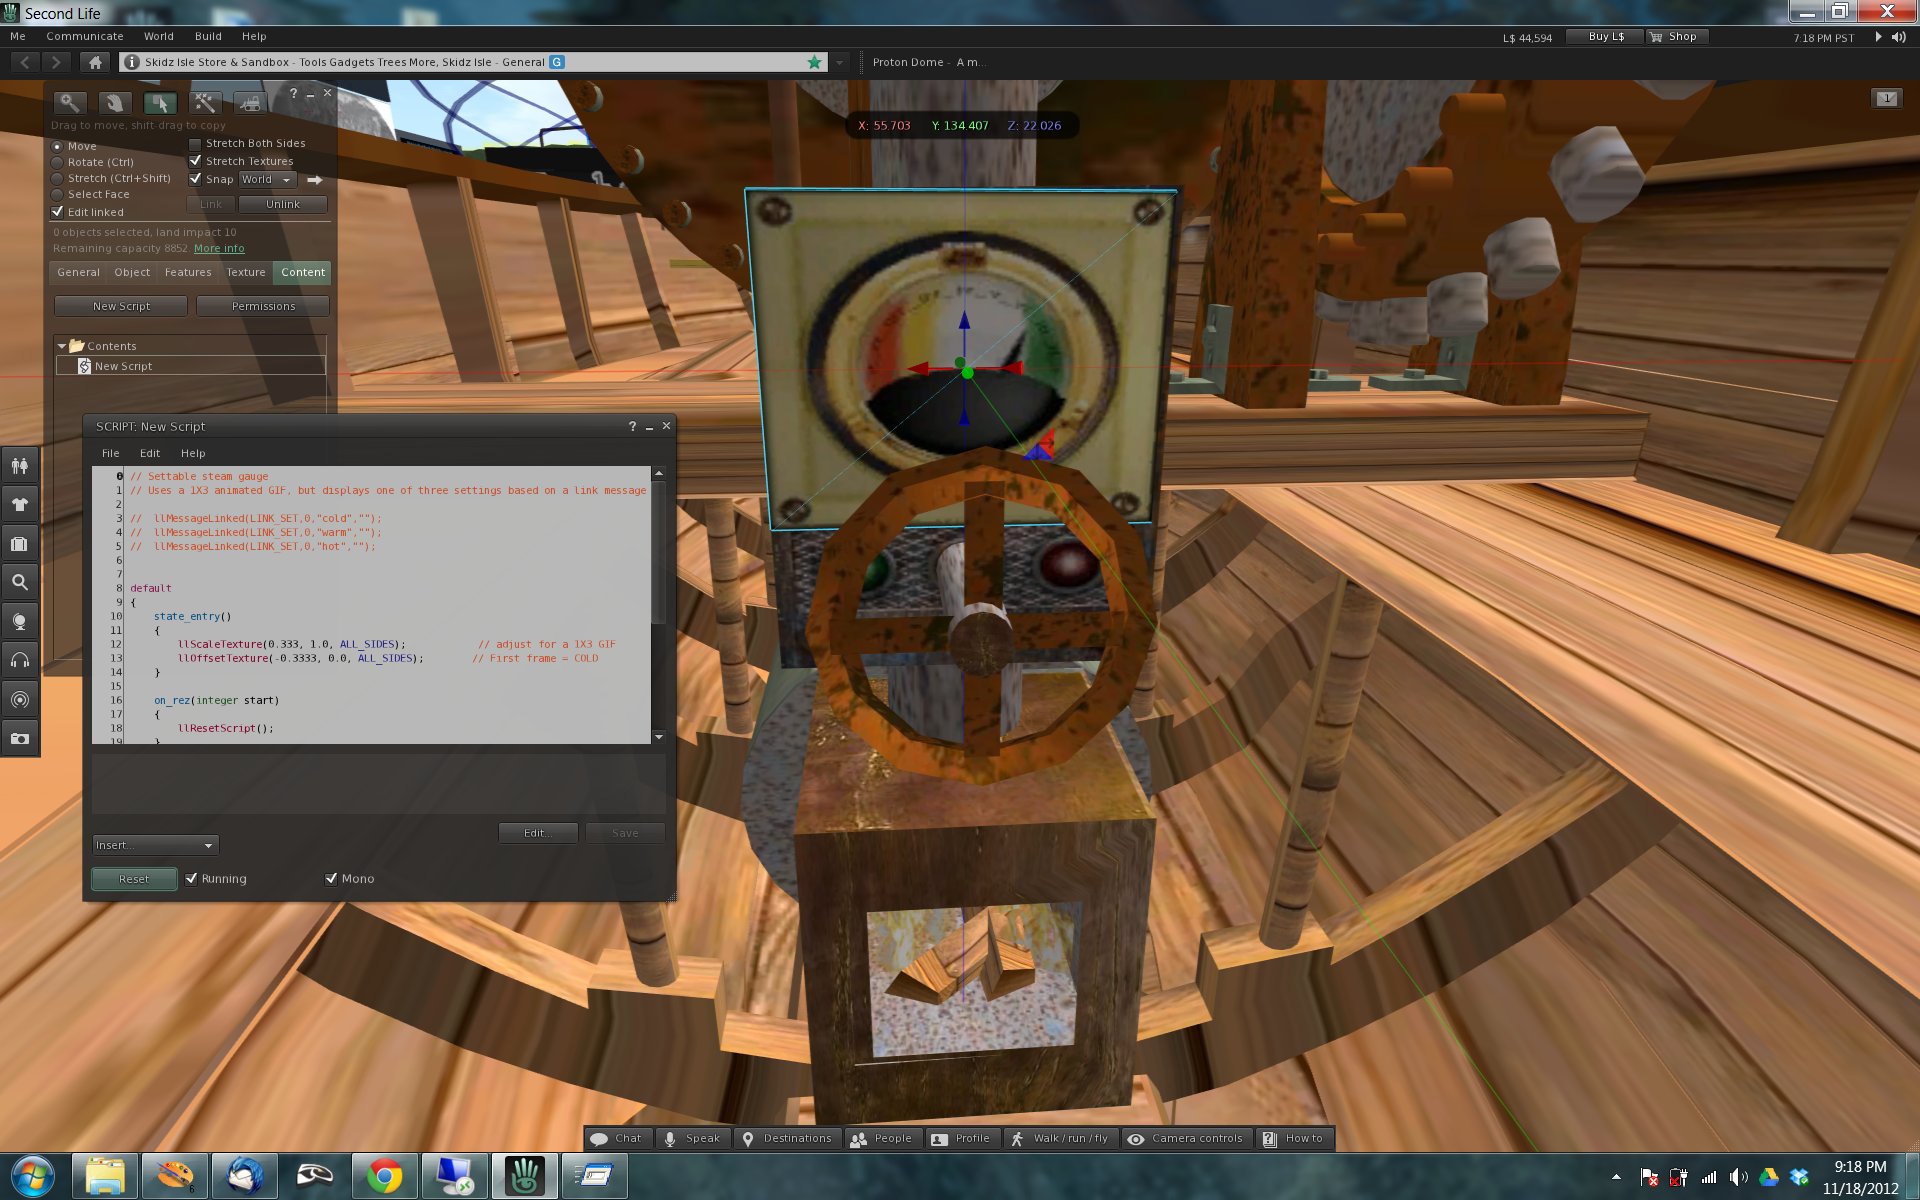 Second Life
Me Communicate World Build Help
L$ 44,594 Buy L$ Shop 7:18 PM PST
Skidz Isle Store & Sandbox - Tools Gadgets Trees More, Skidz Isle - General G
Proton Dome - A m...
1
X: 55.703 Y: 134.407 Z: 22.026
?
Drag to move, shift-drag to copy
Move
Rotate (Ctrl)
Stretch (Ctrl+Shift)
Select Face
Edit linked
Stretch Both Sides
Stretch Textures
Snap World
Link Unlink
0 objects selected, land impact 10
Remaining capacity 8852. More info
General Object Features Texture Content
New Script Permissions
Contents
New Script
SCRIPT: New Script ?
File Edit Help
0 // Settable steam gauge
1 // Uses a 1X3 animated GIF, but displays one of three settings based on a link message
2
3 //  llMessageLinked(LINK_SET,0,"cold","");
4 //  llMessageLinked(LINK_SET,0,"warm","");
5 //  llMessageLinked(LINK_SET,0,"hot","");
6
7
8 default
9 {
10 state_entry()
11 {
12 llScaleTexture(0.333, 1.0, ALL_SIDES); // adjust for a 1X3 GIF
13 llOffsetTexture(-0.3333, 0.0, ALL_SIDES); // First frame = COLD
14 }
15
16 on_rez(integer start)
17 {
18 llResetScript();
19 }
Edit... Save
Insert...
Reset Running Mono
Chat Speak Destinations People Profile Walk / run / fly Camera controls How to
9:18 PM
11/18/2012